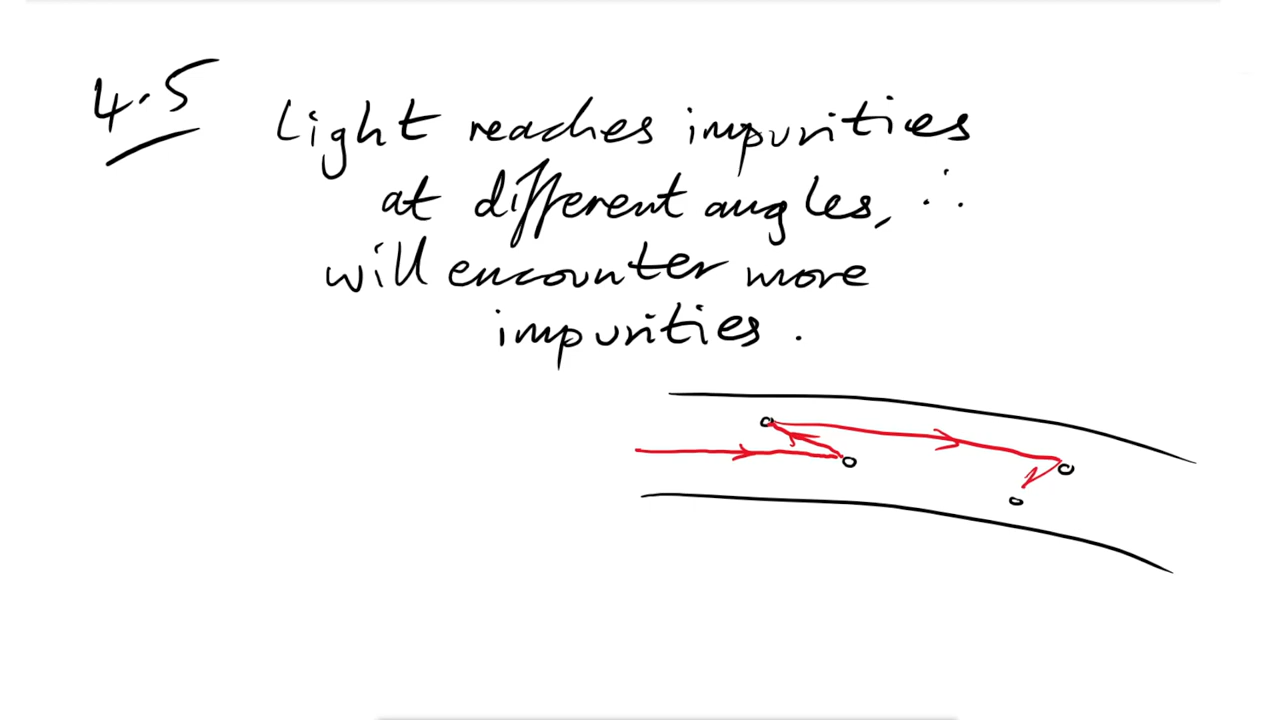 4.5
Light reaches impurities
at different angles, ∴
will encounter more
impurities.